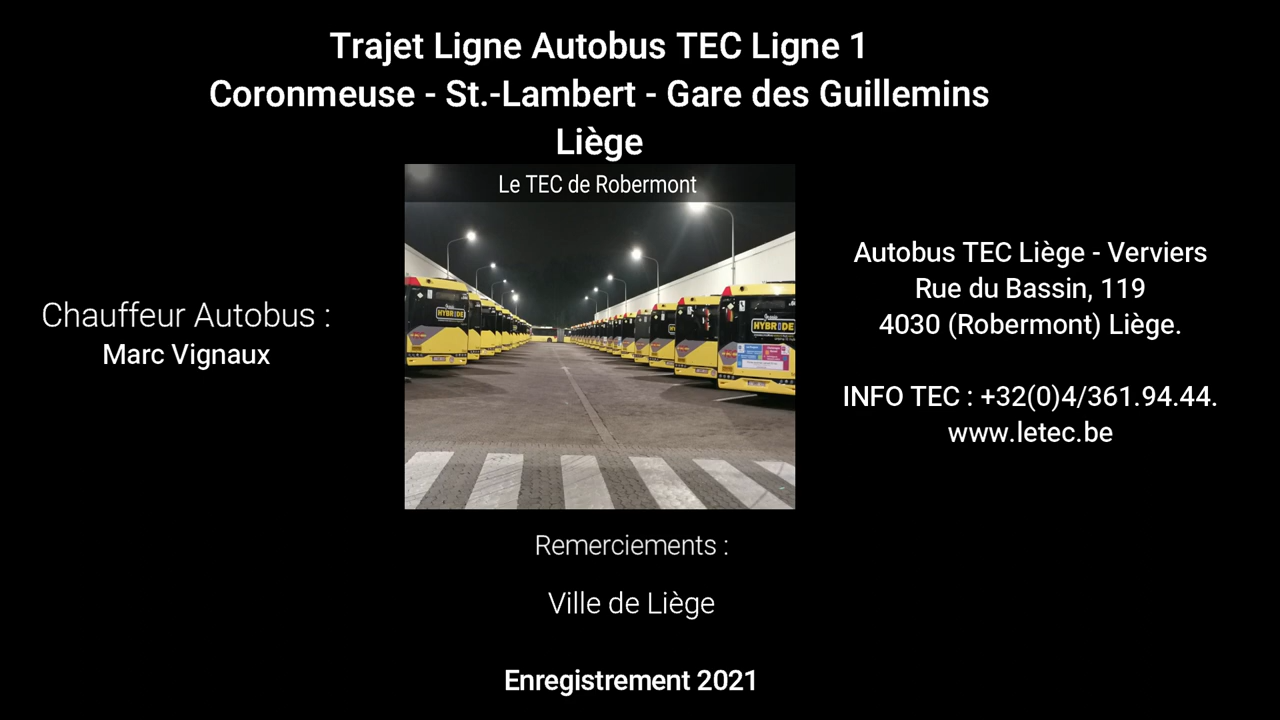 Trajet Ligne Autobus TEC Ligne 1
Coronmeuse - St.-Lambert - Gare des Guillemins
Liège
Le TEC de Robermont
HYBRIDE
HYBRIDE
Chauffeur Autobus :
Marc Vignaux
Autobus TEC Liège - Verviers
Rue du Bassin, 119
4030 (Robermont) Liège.
INFO TEC : +32(0)4/361.94.44.
www.letec.be
Remerciements :
Ville de Liège
Enregistrement 2021